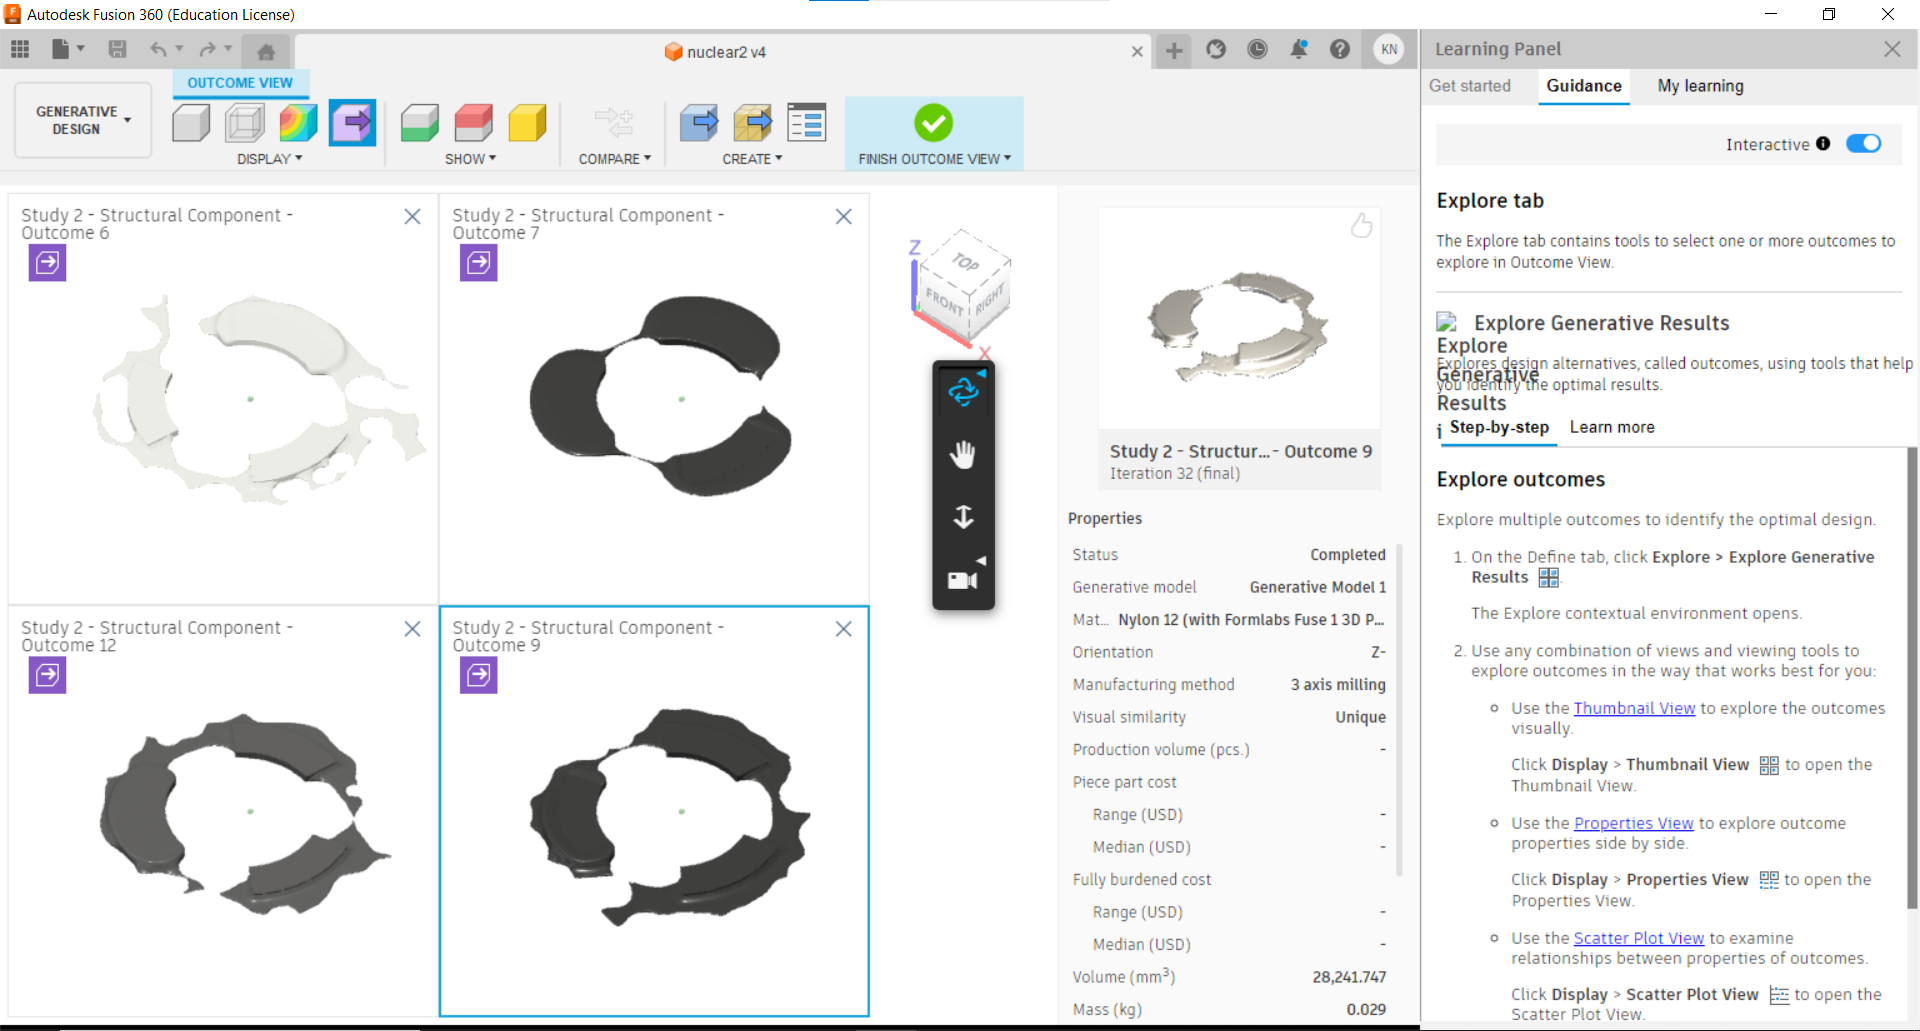 Autodesk Fusion 360 (Education License)
nuclear2 v4
KN
OUTCOME VIEW
GENERATIVE
DESIGN
DISPLAY
SHOW
COMPARE
CREATE
FINISH OUTCOME VIEW
Study 2 - Structural Component -
Outcome 6
Study 2 - Structural Component -
Outcome 7
Study 2 - Structural Component -
Outcome 12
Study 2 - Structural Component -
Outcome 9
Z
TOP
FRONT
RIGHT
X
Study 2 - Structur...- Outcome 9
Iteration 32 (final)
Properties
Status Completed
Generative model Generative Model 1
Mat... Nylon 12 (with Formlabs Fuse 1 3D P...
Orientation Z-
Manufacturing method 3 axis milling
Visual similarity Unique
Production volume (pcs.) -
Piece part cost
Range (USD) -
Median (USD) -
Fully burdened cost
Range (USD) -
Median (USD) -
Volume (mm³) 28,241.747
Mass (kg) 0.029
Learning Panel
Get started Guidance My learning
Interactive
Explore tab
The Explore tab contains tools to select one or more outcomes to
explore in Outcome View.
Explore Generative Results
Explore
Generative
Results
Explores design alternatives, called outcomes, using tools that help
you identify the optimal results.
Step-by-step Learn more
Explore outcomes
Explore multiple outcomes to identify the optimal design.
1. On the Define tab, click Explore > Explore Generative
Results .
The Explore contextual environment opens.
2. Use any combination of views and viewing tools to
explore outcomes in the way that works best for you:
Use the Thumbnail View to explore the outcomes
visually.
Click Display > Thumbnail View to open the
Thumbnail View.
Use the Properties View to explore outcome
properties side by side.
Click Display > Properties View to open the
Properties View.
Use the Scatter Plot View to examine
relationships between properties of outcomes.
Click Display > Scatter Plot View to open the
Scatter Plot View.